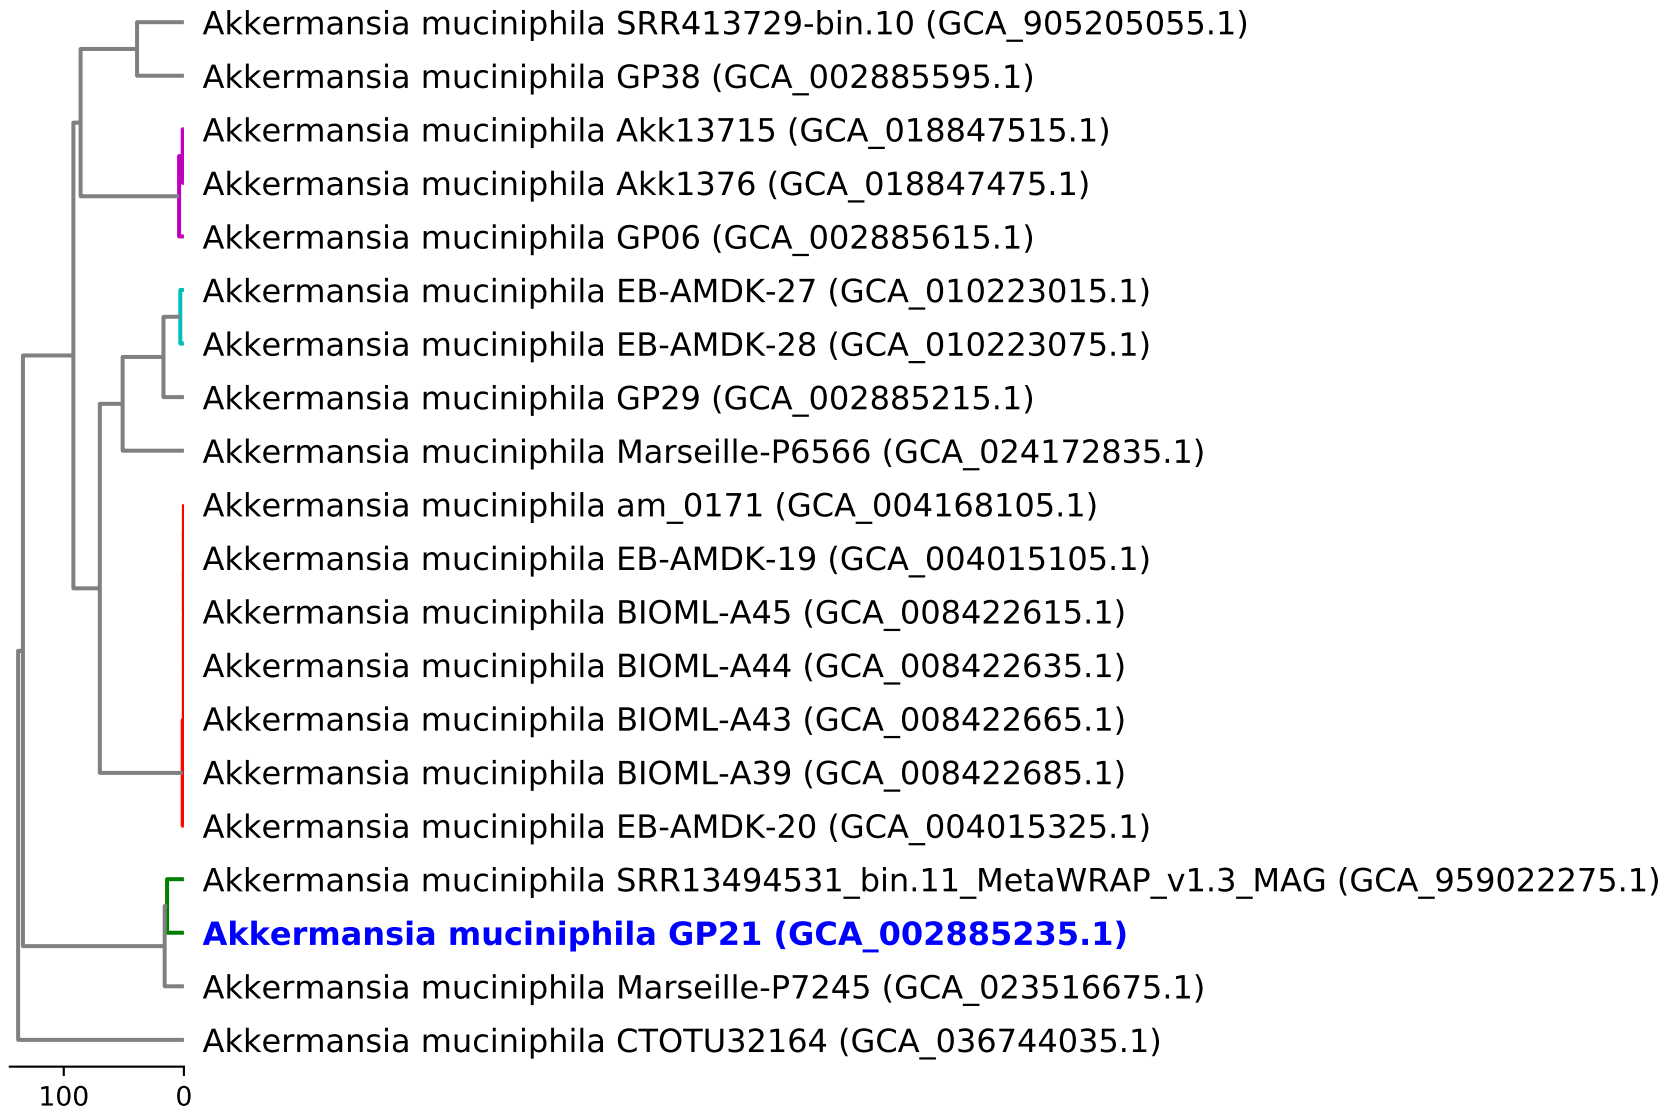 Akkermansia muciniphila SRR413729-bin.10 (GCA_905205055.1)
Akkermansia muciniphila GP38 (GCA_002885595.1)
Akkermansia muciniphila Akk13715 (GCA_018847515.1)
Akkermansia muciniphila Akk1376 (GCA_018847475.1)
Akkermansia muciniphila GP06 (GCA_002885615.1)
Akkermansia muciniphila EB-AMDK-27 (GCA_010223015.1)
Akkermansia muciniphila EB-AMDK-28 (GCA_010223075.1)
Akkermansia muciniphila GP29 (GCA_002885215.1)
Akkermansia muciniphila Marseille-P6566 (GCA_024172835.1)
Akkermansia muciniphila am_0171 (GCA_004168105.1)
Akkermansia muciniphila EB-AMDK-19 (GCA_004015105.1)
Akkermansia muciniphila BIOML-A45 (GCA_008422615.1)
Akkermansia muciniphila BIOML-A44 (GCA_008422635.1)
Akkermansia muciniphila BIOML-A43 (GCA_008422665.1)
Akkermansia muciniphila BIOML-A39 (GCA_008422685.1)
Akkermansia muciniphila EB-AMDK-20 (GCA_004015325.1)
Akkermansia muciniphila SRR13494531_bin.11_MetaWRAP_v1.3_MAG (GCA_959022275.1)
Akkermansia muciniphila GP21 (GCA_002885235.1)
Akkermansia muciniphila Marseille-P7245 (GCA_023516675.1)
Akkermansia muciniphila CTOTU32164 (GCA_036744035.1)
100 0